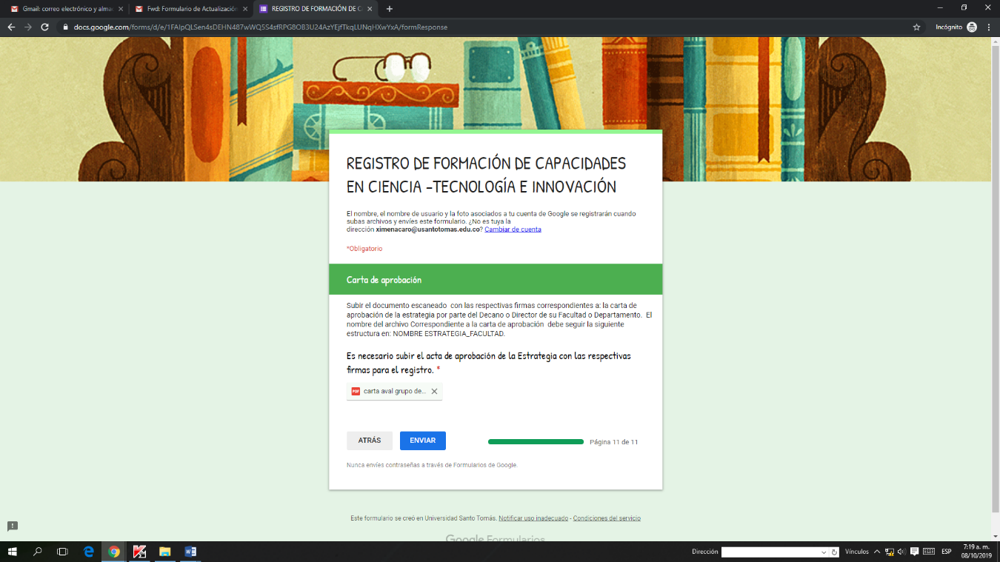 Gmail: correo electrónico y alma
Fwd: Formulario de Actualización
REGISTRO DE FORMACIÓN DE C
docs.google.com/forms/d/e/1FAIpQLSen4sDEHN487wWQ5S4sfRPG8OB3U24AzYEjfTkqLUNqHXwYxA/formResponse
Incógnito
REGISTRO DE FORMACIÓN DE CAPACIDADES
EN CIENCIA -TECNOLOGÍA E INNOVACIÓN
El nombre, el nombre de usuario y la foto asociados a tu cuenta de Google se registrarán cuando
subas archivos y envíes este formulario. ¿No es tuya la
dirección ximenacaro@usantotomas.edu.co? Cambiar de cuenta
*Obligatorio
Carta de aprobación
Subir el documento escaneado con las respectivas firmas correspondientes a: la carta de
aprobación de la estrategia por parte del Decano o Director de su Facultad o Departamento. El
nombre del archivo Correspondiente a la carta de aprobación debe seguir la siguiente
estructura en: NOMBRE ESTRATEGIA_FACULTAD.
Es necesario subir el acta de aprobación de la Estrategia con las respectivas
firmas para el registro. *
PDF carta aval grupo de...
ATRÁS
ENVIAR
Página 11 de 11
Nunca envíes contraseñas a través de Formularios de Google.
Este formulario se creó en Universidad Santo Tomás. Notificar uso inadecuado - Condiciones del servicio
Google Formularios
Dirección
Vínculos
ESP
7:19 a. m.
08/10/2019